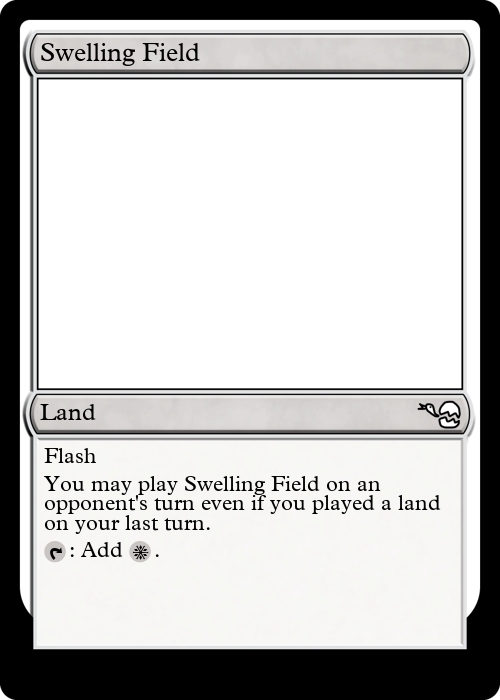 Swelling Field
Land
Flash
You may play Swelling Field on an
opponent's turn even if you played a land
on your last turn.
: Add .